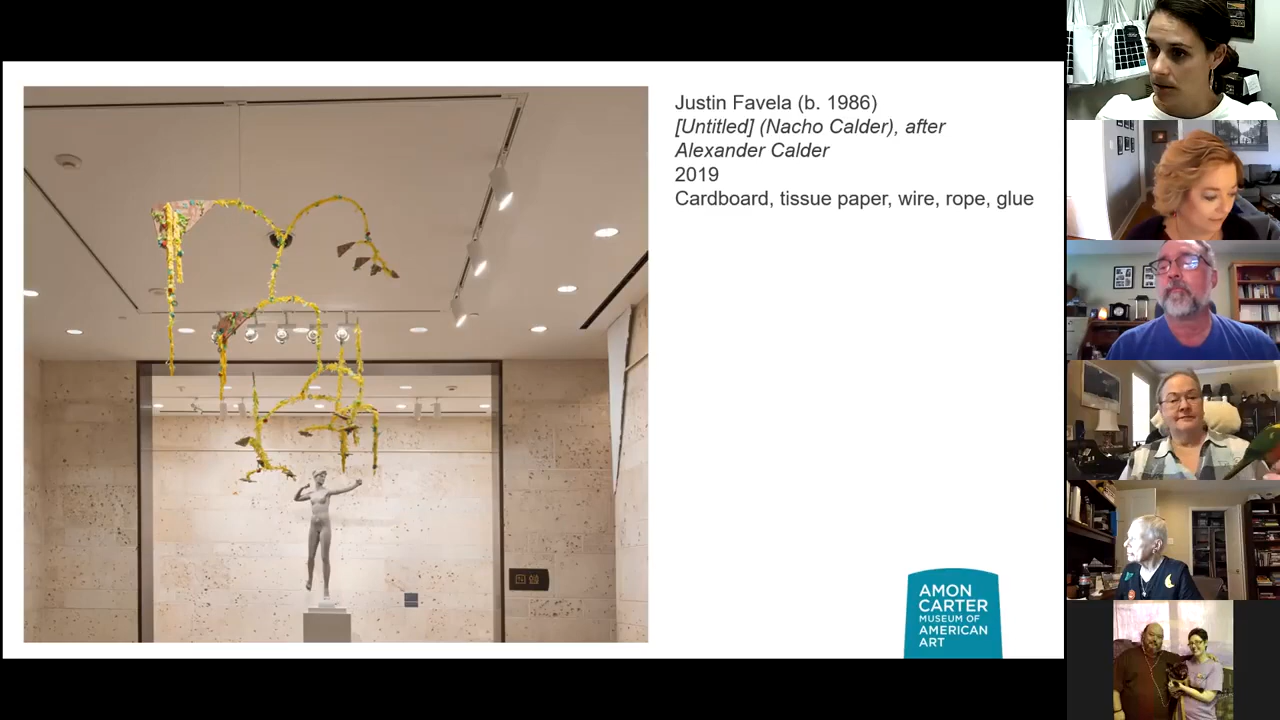 Justin Favela (b. 1986)
[Untitled] (Nacho Calder), after
Alexander Calder
2019
Cardboard, tissue paper, wire, rope, glue
AMON
CARTER
MUSEUM OF
AMERICAN
ART